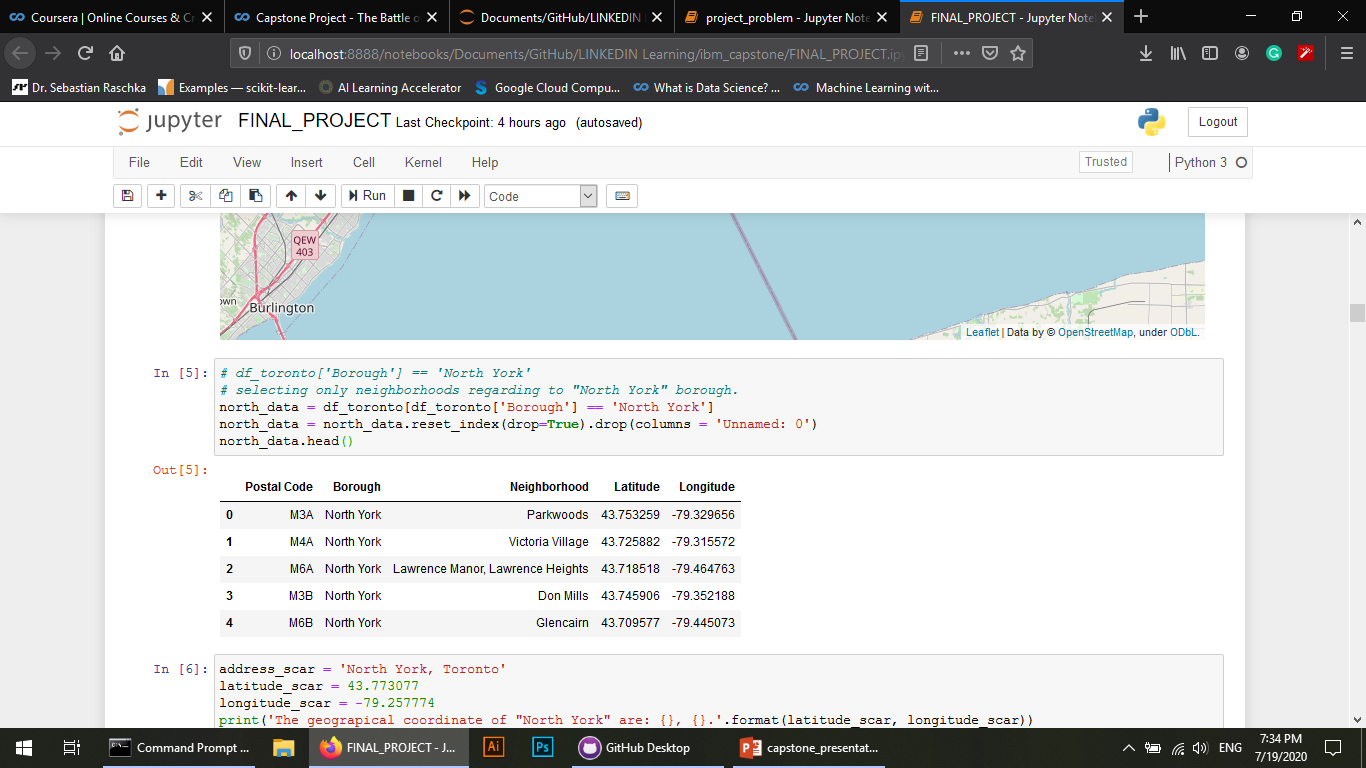 Coursera | Online Courses & Cr
Capstone Project - The Battle o
Documents/GitHub/LINKEDIN
project_problem - Jupyter Note
FINAL_PROJECT - Jupyter Note
localhost:8888/notebooks/Documents/GitHub/LINKEDIN Learning/ibm_capstone/FINAL_PROJECT.ip
Dr. Sebastian Raschka
Examples — scikit-lear...
AI Learning Accelerator
Google Cloud Compu...
What is Data Science? ...
Machine Learning wit...
jupyter FINAL_PROJECT Last Checkpoint: 4 hours ago (autosaved)
Logout
File Edit View Insert Cell Kernel Help
Trusted
Python 3
Run
Code
QEW
403
own
Burlington
Leaflet | Data by © OpenStreetMap, under ODbL.
In [5]:
# df_toronto['Borough'] == 'North York'
# selecting only neighborhoods regarding to "North York" borough.
north_data = df_toronto[df_toronto['Borough'] == 'North York']
north_data = north_data.reset_index(drop=True).drop(columns = 'Unnamed: 0')
north_data.head()
Out[5]:
Postal Code Borough Neighborhood Latitude Longitude
0 M3A North York Parkwoods 43.753259 -79.329656
1 M4A North York Victoria Village 43.725882 -79.315572
2 M6A North York Lawrence Manor, Lawrence Heights 43.718518 -79.464763
3 M3B North York Don Mills 43.745906 -79.352188
4 M6B North York Glencairn 43.709577 -79.445073
In [6]:
address_scar = 'North York, Toronto'
latitude_scar = 43.773077
longitude_scar = -79.257774
print('The geograpical coordinate of "North York" are: {}, {}.'.format(latitude_scar, longitude_scar))
Command Prompt ...
FINAL_PROJECT - J...
Ai
Ps
GitHub Desktop
capstone_presentat...
ENG
7:34 PM
7/19/2020